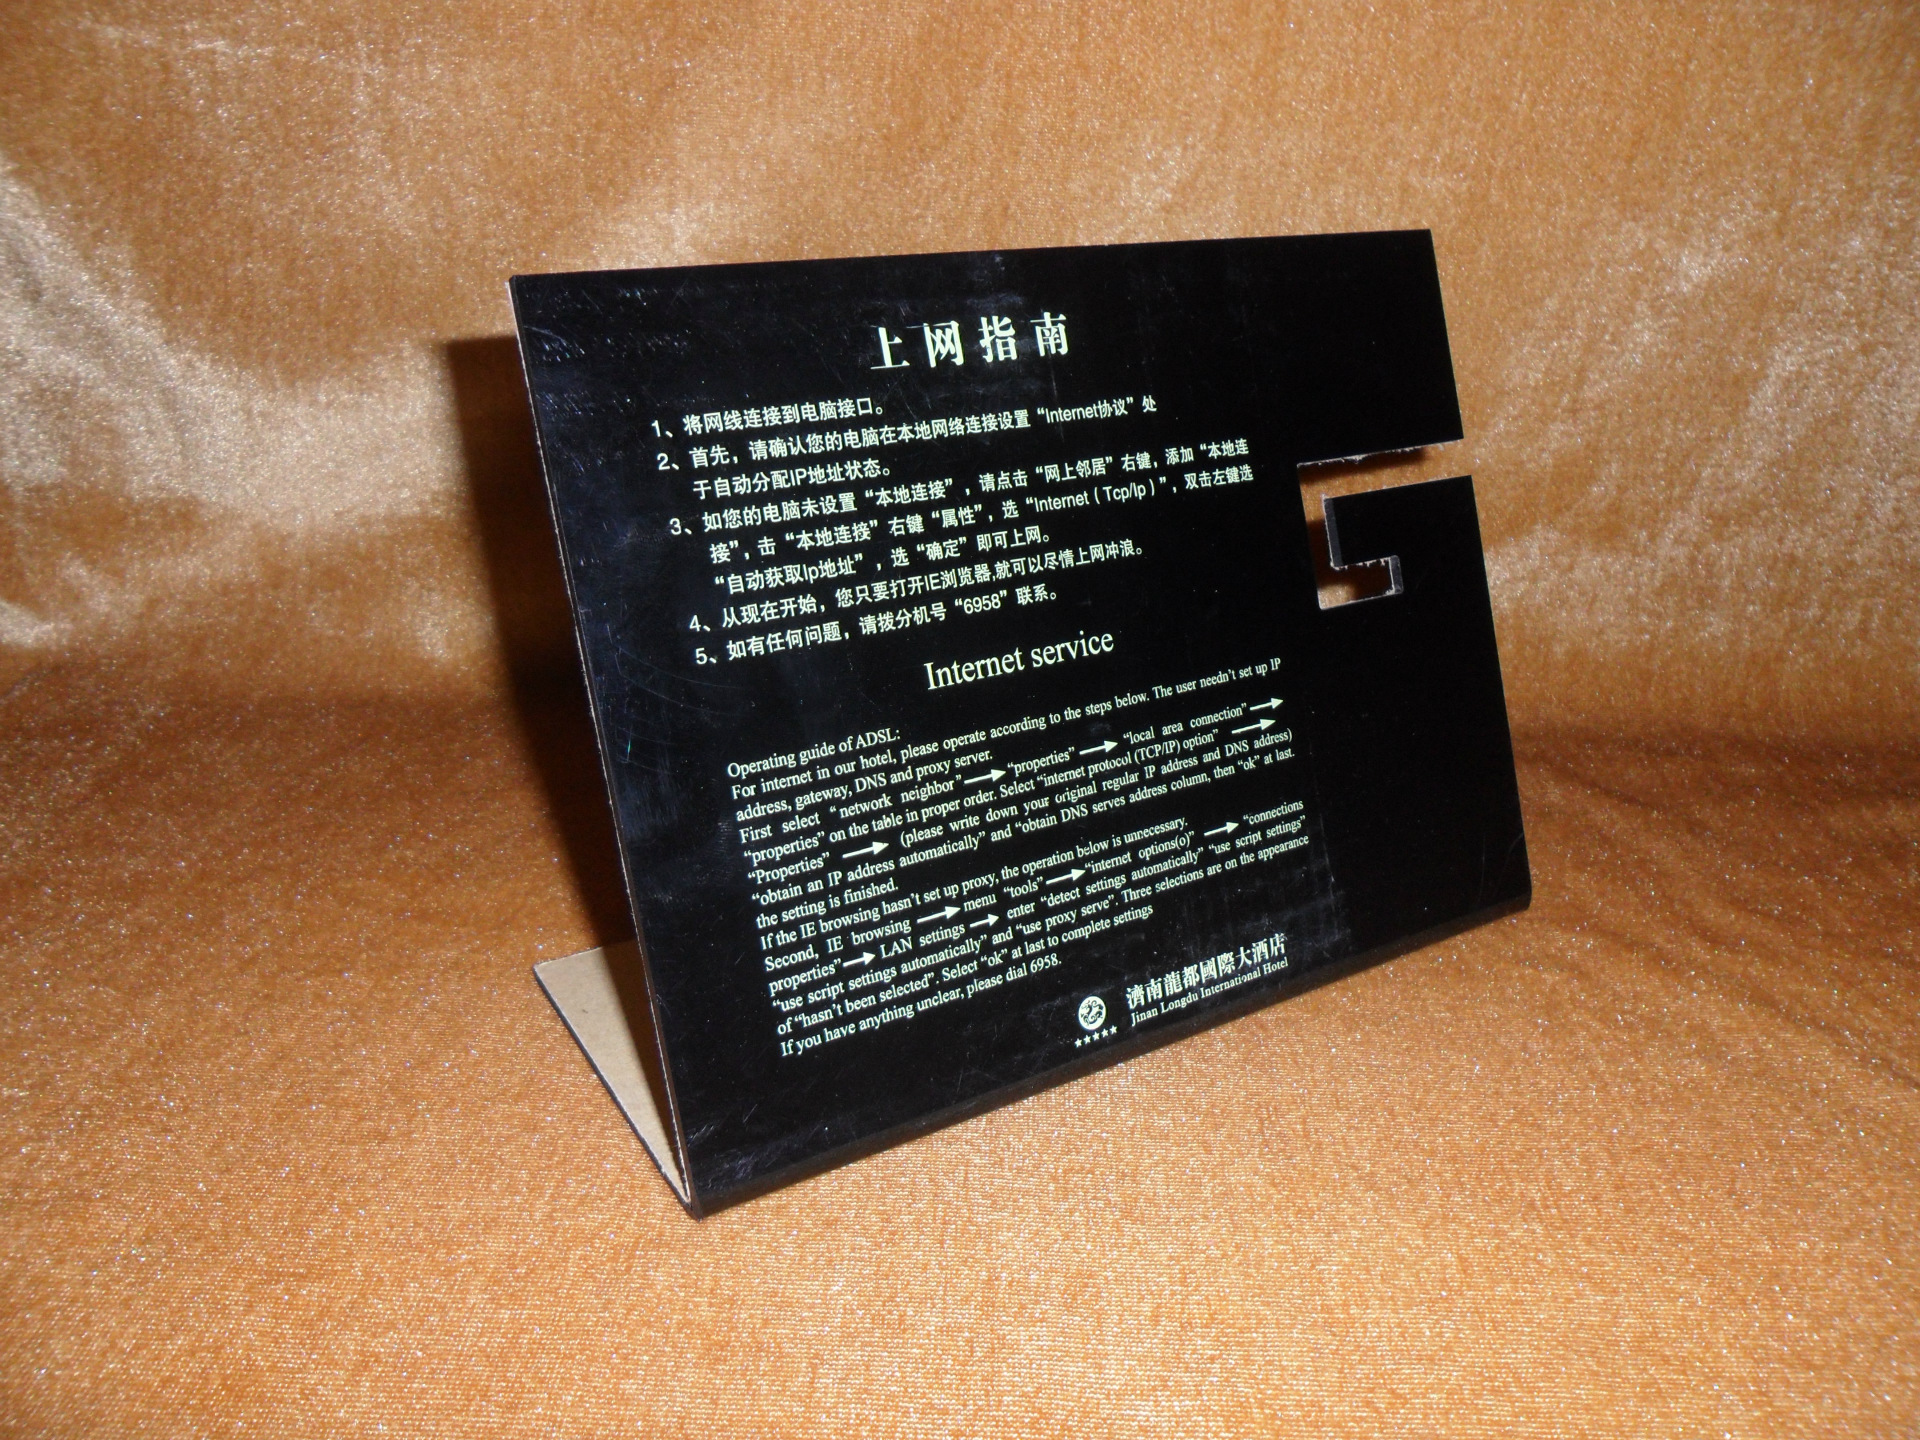 上网指南
1、将网线连接到电脑接口。
2、首先，请确认您的电脑在本地网络连接设置“Internet协议”处
于自动分配IP地址状态。
3、如您的电脑未设置“本地连接”，请点击“网上邻居”右键，添加“本地连
接”，击“本地连接”右键“属性”，选“Internet（Tcp/Ip）”，双击左键选
“自动获取Ip地址”，选“确定”即可上网。
4、从现在开始，您只要打开IE浏览器,就可以尽情上网冲浪。
5、如有任何问题，请拨分机号“6958”联系。
Internet service
Operating guide of ADSL:
For internet in our hotel, please operate according to the steps below. The user needn't set up IP
address, gateway, DNS and proxy server.
First select “network neighbor” → “properties” → “local area connection” →
“properties” on the table in proper order. Select “internet protocol (TCP/IP) option” →
“Properties” → (please write down your original regular IP address and DNS address)
“obtain an IP address automatically” and “obtain DNS serves address column, then “ok” at last.
the setting is finished.
If the IE browsing hasn't set up proxy, the operation below is unnecessary.
Second, IE browsing → menu “tools” → “internet options(o)” → “connections
properties” → LAN settings → enter “detect settings automatically” “use script settings”
“use script settings automatically” and “use proxy serve”. Three selections are on the appearance
of “hasn't been selected”. Select “ok” at last to complete settings
If you have anything unclear, please dial 6958.
濟南龍都國際大酒店
Jinan Longdu International Hotel
★★★★★